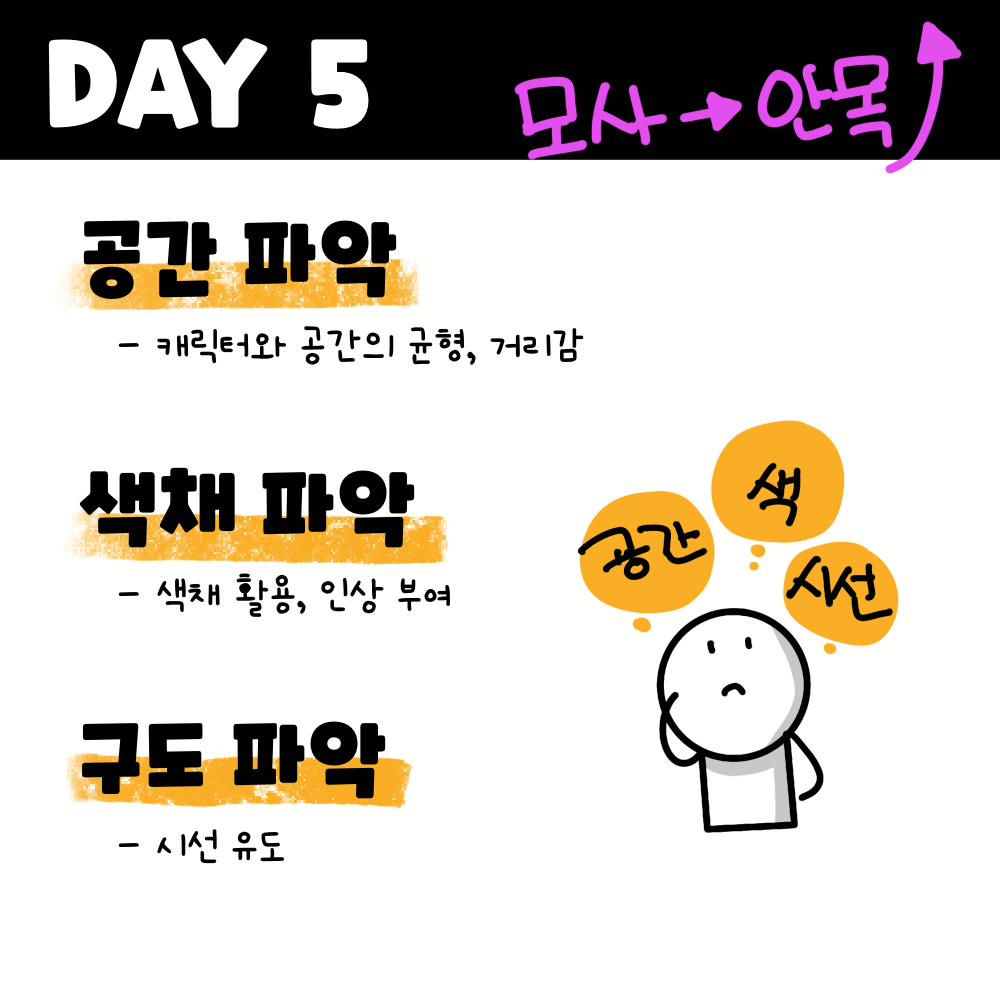 DAY 5
모사 → 안목
공간 파악
- 캐릭터와 공간의 균형, 거리감
색채 파악
- 색채 활용, 인상 부여
구도 파악
- 시선 유도
색
공간
시선